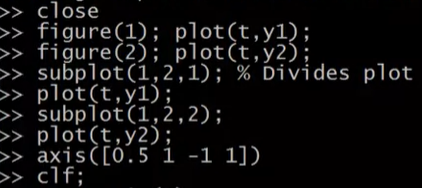 >> close
>> figure(1); plot(t,y1);
>> figure(2); plot(t,y2);
>> subplot(1,2,1); % Divides plot
>> plot(t,y1);
>> subplot(1,2,2);
>> plot(t,y2);
>> axis([0.5 1 -1 1])
>> clf;